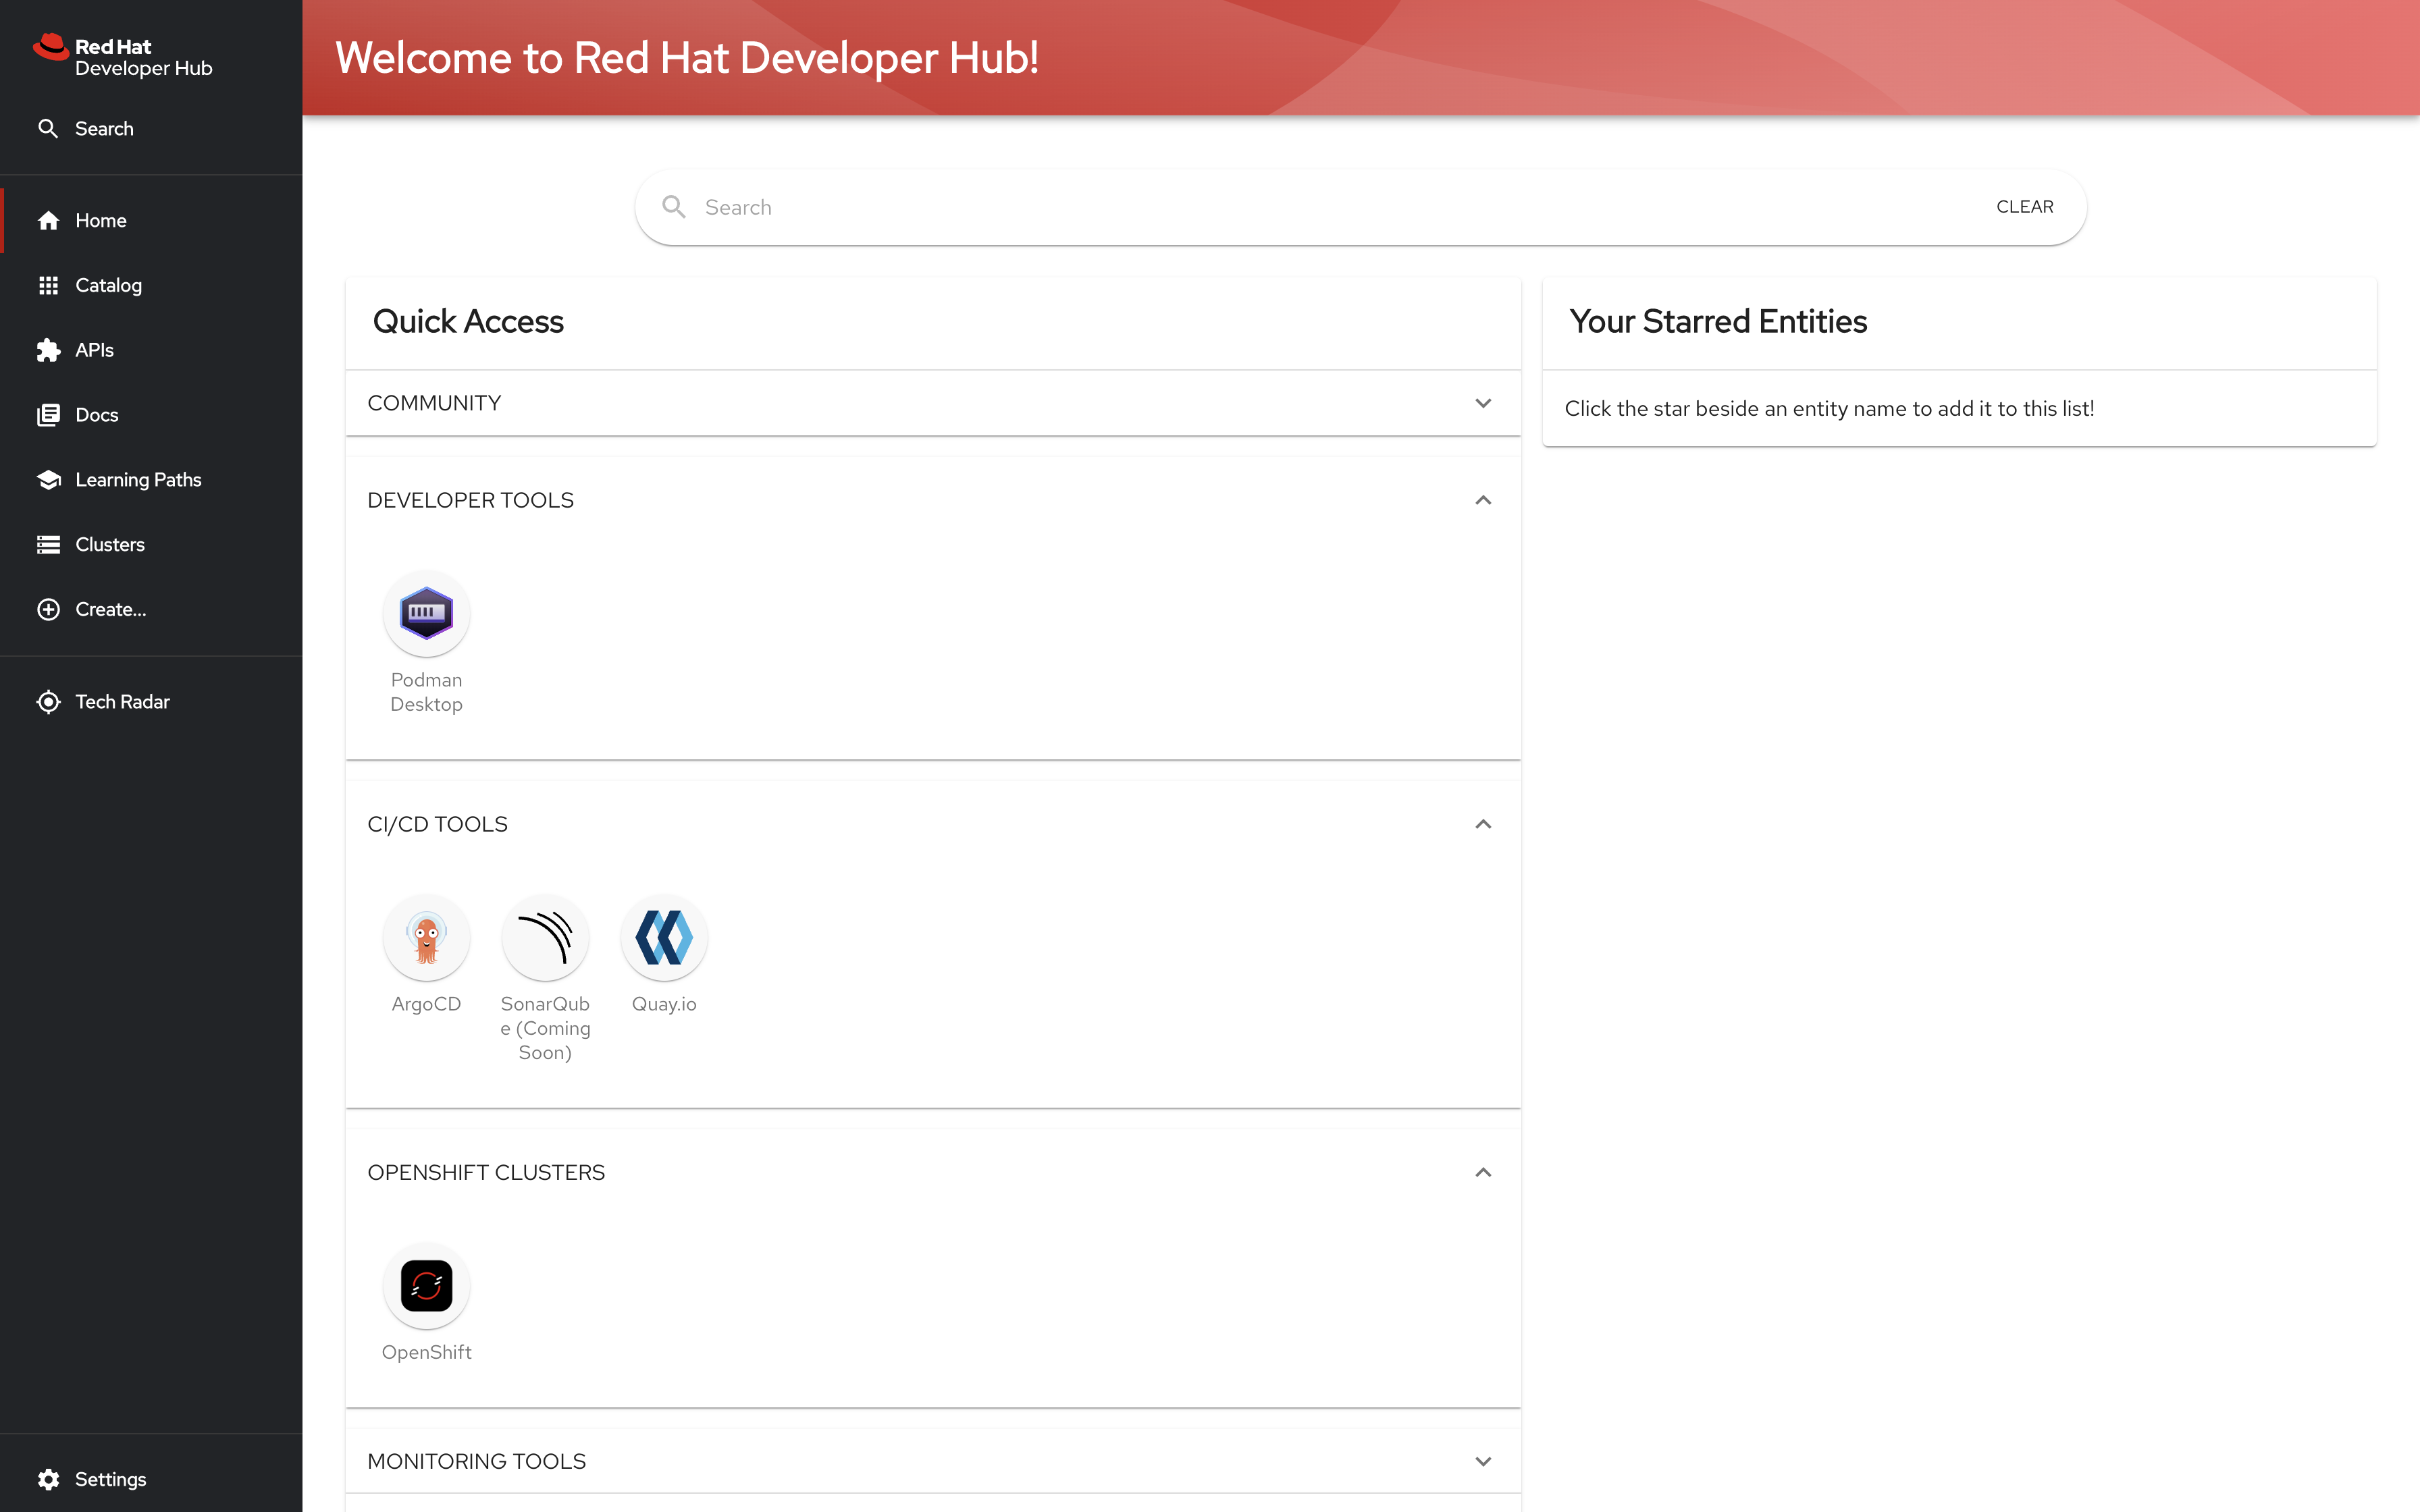 Red Hat
Developer Hub
Search
Home
Catalog
APIs
Docs
Learning Paths
Clusters
Create...
Tech Radar
Settings
Welcome to Red Hat Developer Hub!
Search
CLEAR
Quick Access
COMMUNITY
DEVELOPER TOOLS
Podman
Desktop
CI/CD TOOLS
ArgoCD
SonarQub
e (Coming
Soon)
Quay.io
OPENSHIFT CLUSTERS
OpenShift
MONITORING TOOLS
Your Starred Entities
Click the star beside an entity name to add it to this list!